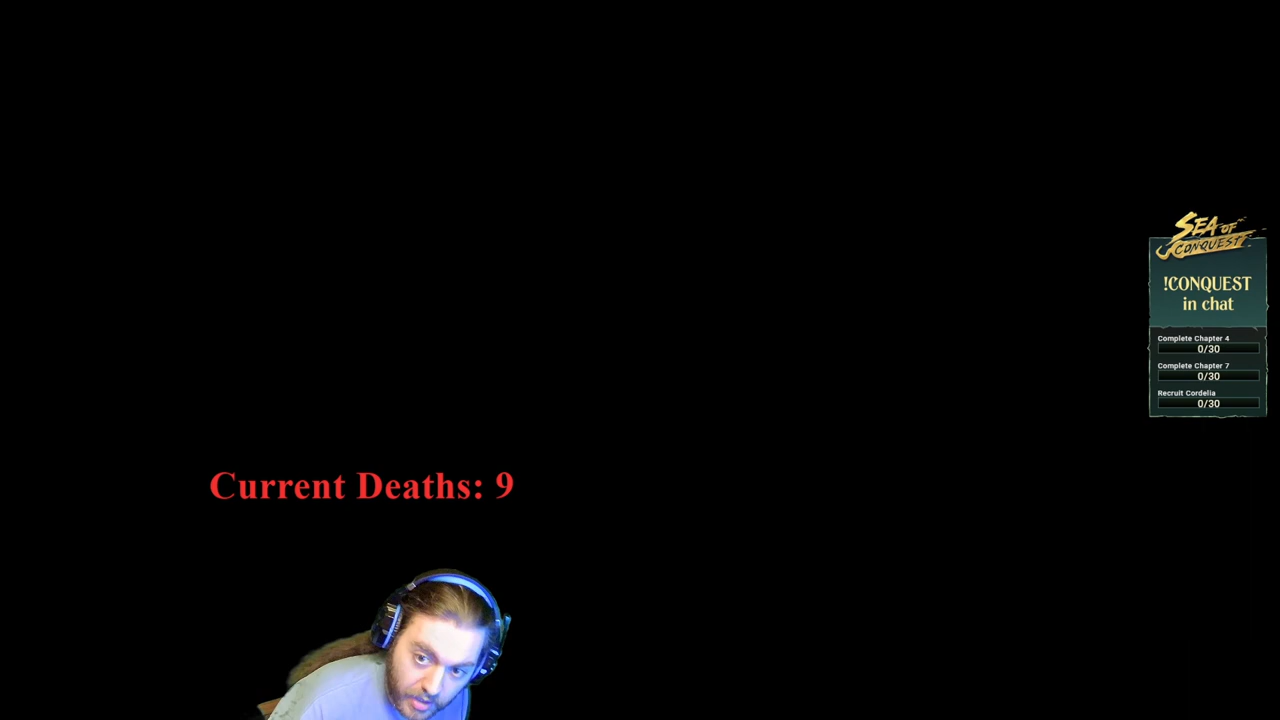 SEA OF
CONQUEST
!CONQUEST
in chat
Complete Chapter 4
0/30
Complete Chapter 7
0/30
Recruit Cordelia
0/30
Current Deaths: 9